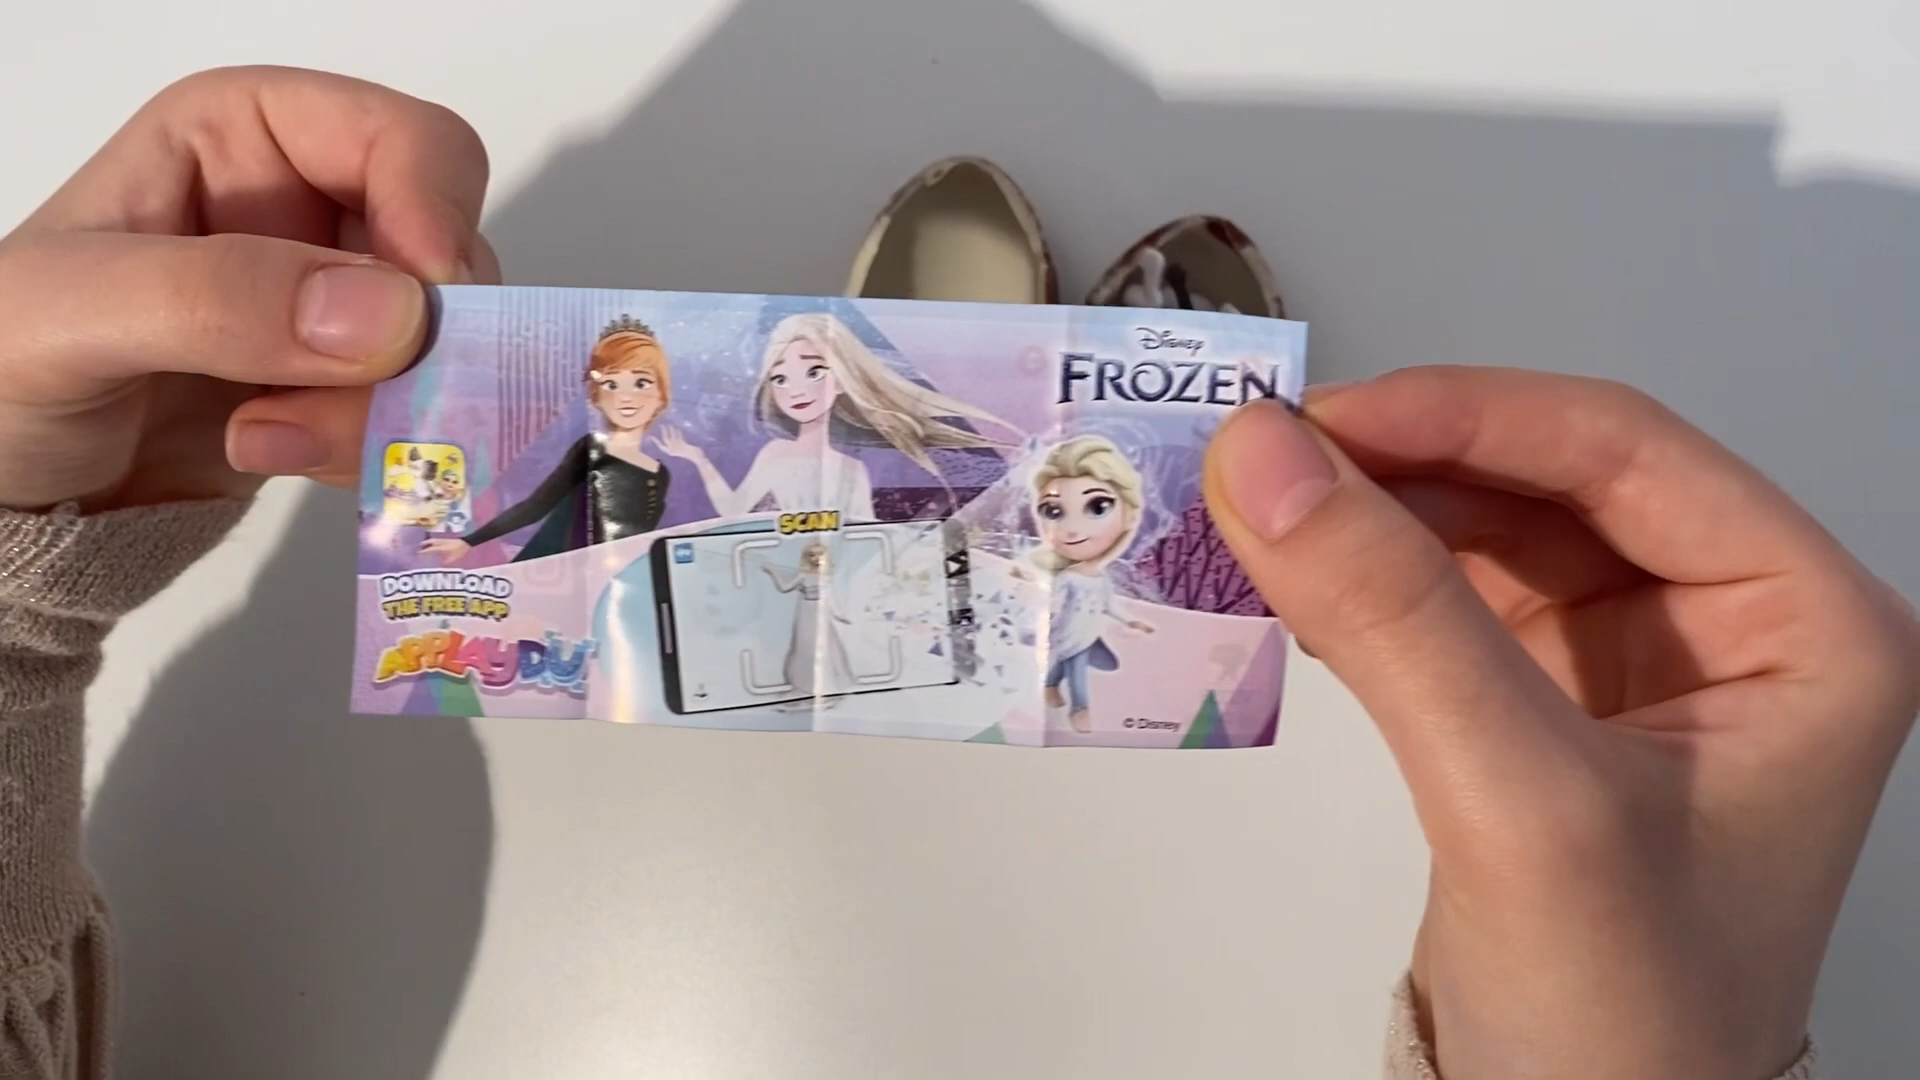 Disney
FROZEN
SCAN
DOWNLOAD
THE FREE APP
APPLAYDU
© Disney